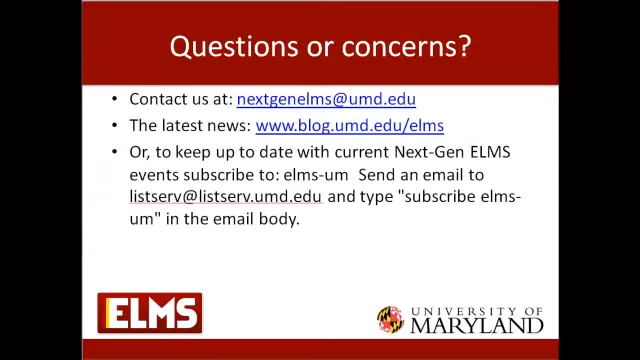 Questions or concerns?
• Contact us at: nextgenelms@umd.edu
• The latest news: www.blog.umd.edu/elms
• Or, to keep up to date with current Next-Gen ELMS
events subscribe to: elms-um  Send an email to
listserv@listserv.umd.edu and type "subscribe elms-
um" in the email body.
ELMS
UNIVERSITY OF
MARYLAND